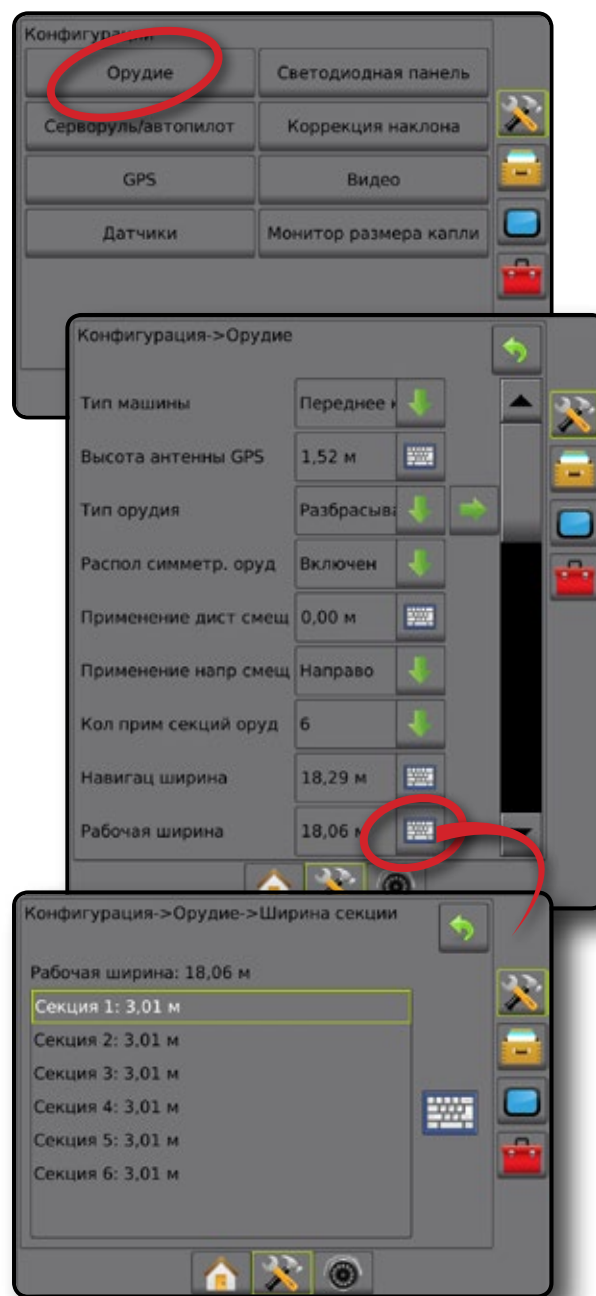 Конфигурация
Орудие Светодиодная панель
Серворуль/автопилот Коррекция наклона
GPS Видео
Датчики Монитор размера капли
Конфигурация->Орудие
Тип машины Переднее к
Высота антенны GPS 1,52 м
Тип орудия Разбрасыва
Распол симметр. оруд Включен
Применение дист смещ 0,00 м
Применение напр смещ Направо
Кол прим секций оруд 6
Навигац ширина 18,29 м
Рабочая ширина 18,06 м
Конфигурация->Орудие->Ширина секции
Рабочая ширина: 18,06 м
Секция 1: 3,01 м
Секция 2: 3,01 м
Секция 3: 3,01 м
Секция 4: 3,01 м
Секция 5: 3,01 м
Секция 6: 3,01 м